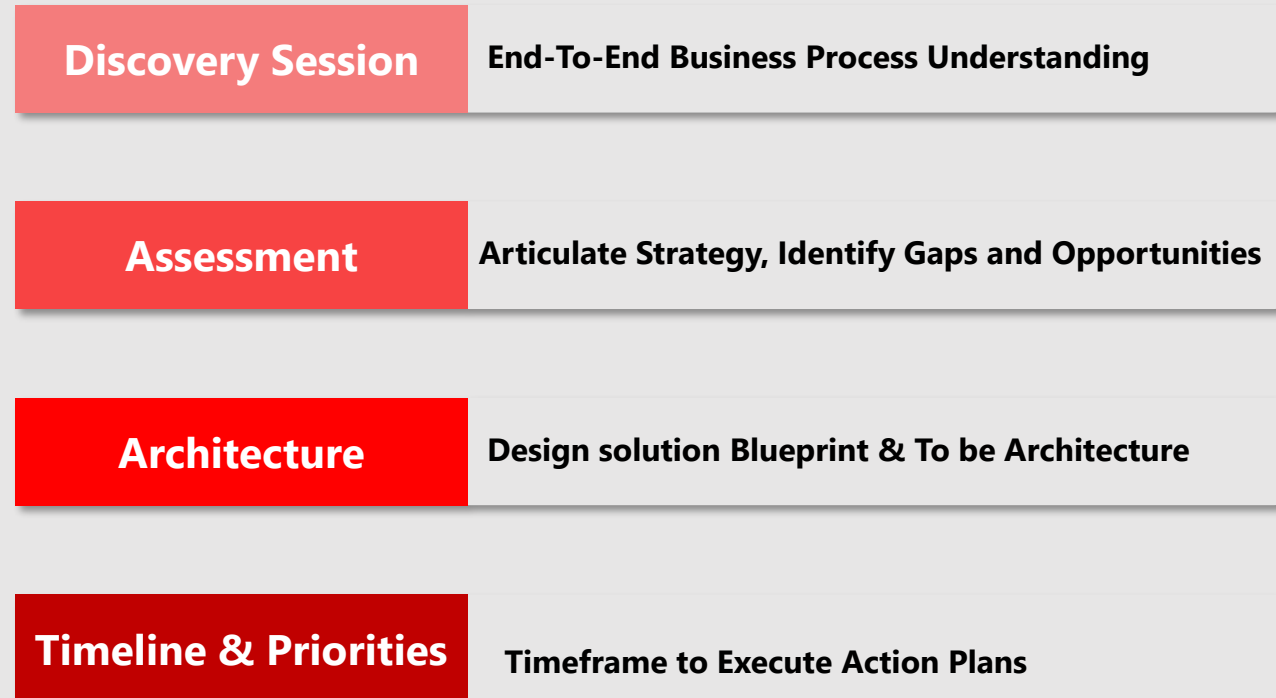 Discovery Session
End-To-End Business Process Understanding
Assessment
Articulate Strategy, Identify Gaps and Opportunities
Architecture
Design solution Blueprint & To be Architecture
Timeline & Priorities
Timeframe to Execute Action Plans